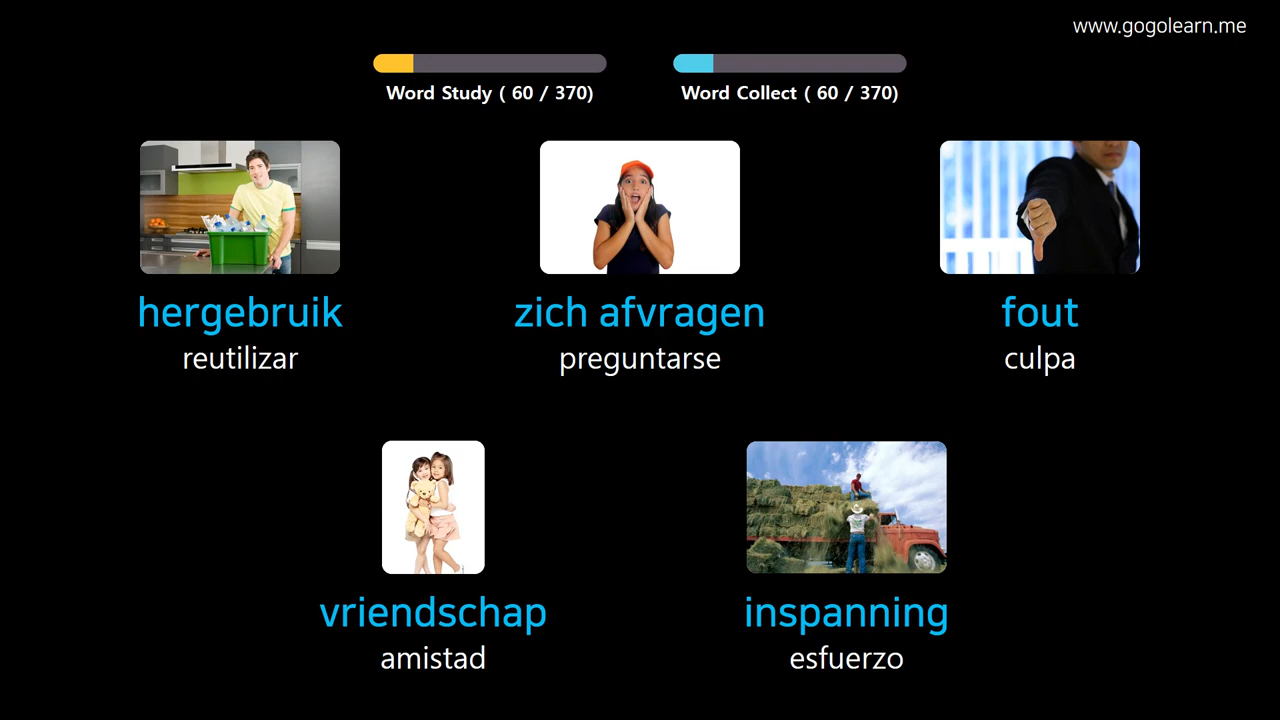 www.gogolearn.me
Word Study ( 60 / 370)
Word Collect ( 60 / 370)
hergebruik
reutilizar
zich afvragen
preguntarse
fout
culpa
vriendschap
amistad
inspanning
esfuerzo